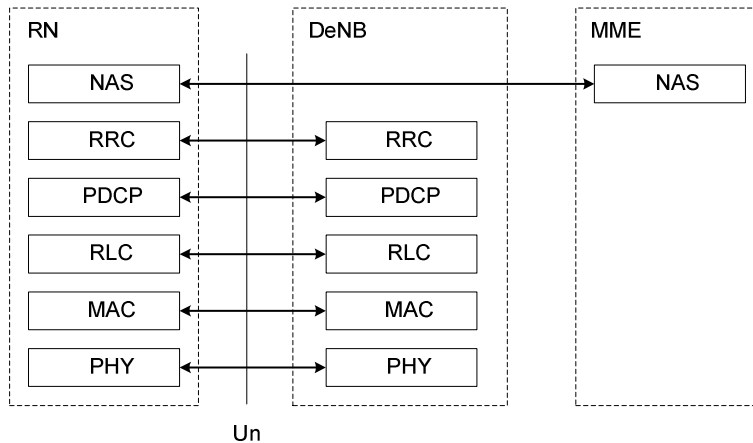 RN DeNB MME
NAS NAS
RRC RRC
PDCP PDCP
RLC RLC
MAC MAC
PHY PHY
Un